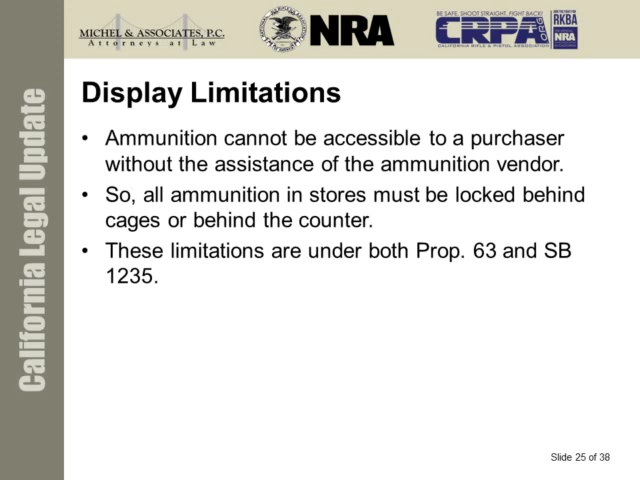 MICHEL & ASSOCIATES, P.C.
Attorneys at Law
NRA
BE SAFE, SHOOT STRAIGHT, FIGHT BACK!
CRPA
.ORG
CALIFORNIA RIFLE & PISTOL ASSOCIATION
RKBA
NRA
California Legal Update
Display Limitations
• Ammunition cannot be accessible to a purchaser
without the assistance of the ammunition vendor.
• So, all ammunition in stores must be locked behind
cages or behind the counter.
• These limitations are under both Prop. 63 and SB
1235.
Slide 25 of 38